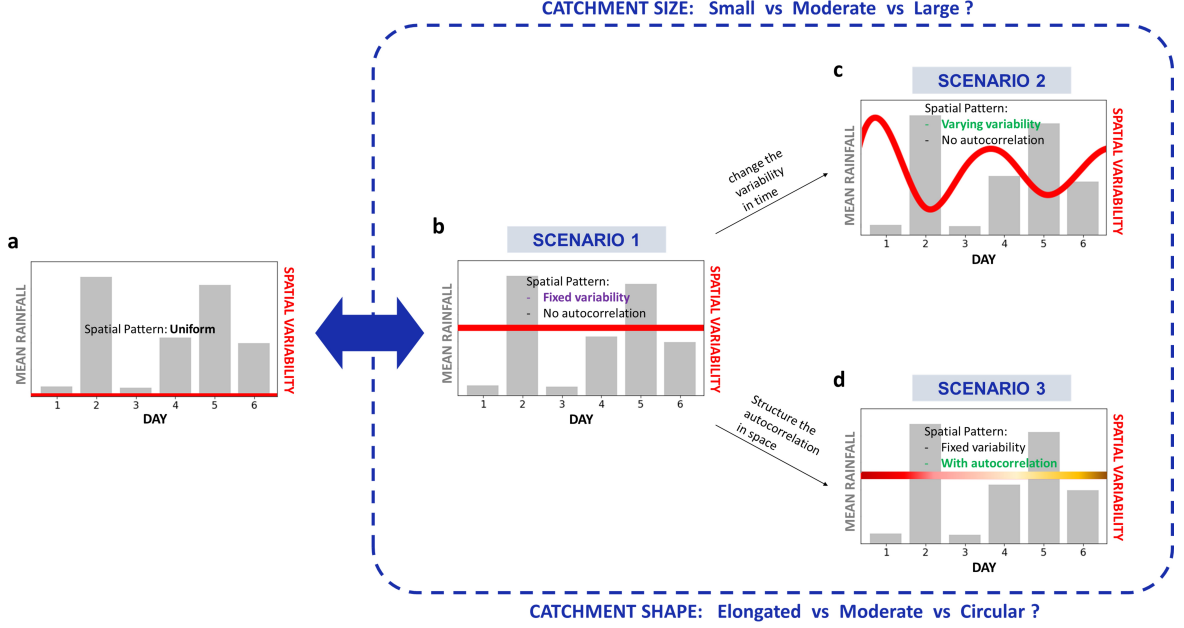 CATCHMENT SIZE: Small vs Moderate vs Large ?
a
MEAN RAINFALL
Spatial Pattern: Uniform
SPATIAL VARIABILITY
1 2 3 4 5 6
DAY
b
SCENARIO 1
MEAN RAINFALL
Spatial Pattern:
- Fixed variability
- No autocorrelation
SPATIAL VARIABILITY
1 2 3 4 5 6
DAY
change the
variability
in time
c
SCENARIO 2
MEAN RAINFALL
Spatial Pattern:
- Varying variability
- No autocorrelation
SPATIAL VARIABILITY
1 2 3 4 5 6
DAY
Structure the
autocorrelation
in space
d
SCENARIO 3
MEAN RAINFALL
Spatial Pattern:
- Fixed variability
- With autocorrelation
SPATIAL VARIABILITY
1 2 3 4 5 6
DAY
CATCHMENT SHAPE: Elongated vs Moderate vs Circular ?